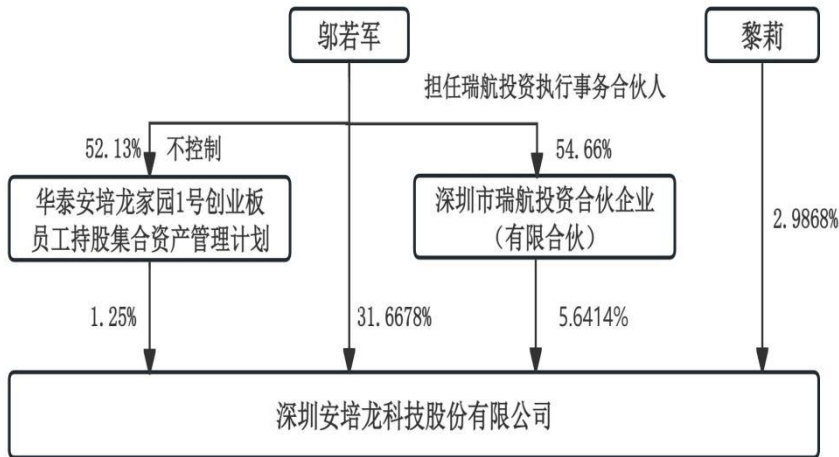 邬若军
黎莉
担任瑞航投资执行事务合伙人
52.13%
不控制
54.66%
华泰安培龙家园1号创业板
员工持股集合资产管理计划
深圳市瑞航投资合伙企业
（有限合伙）
2.9868%
1.25%
31.6678%
5.6414%
深圳安培龙科技股份有限公司